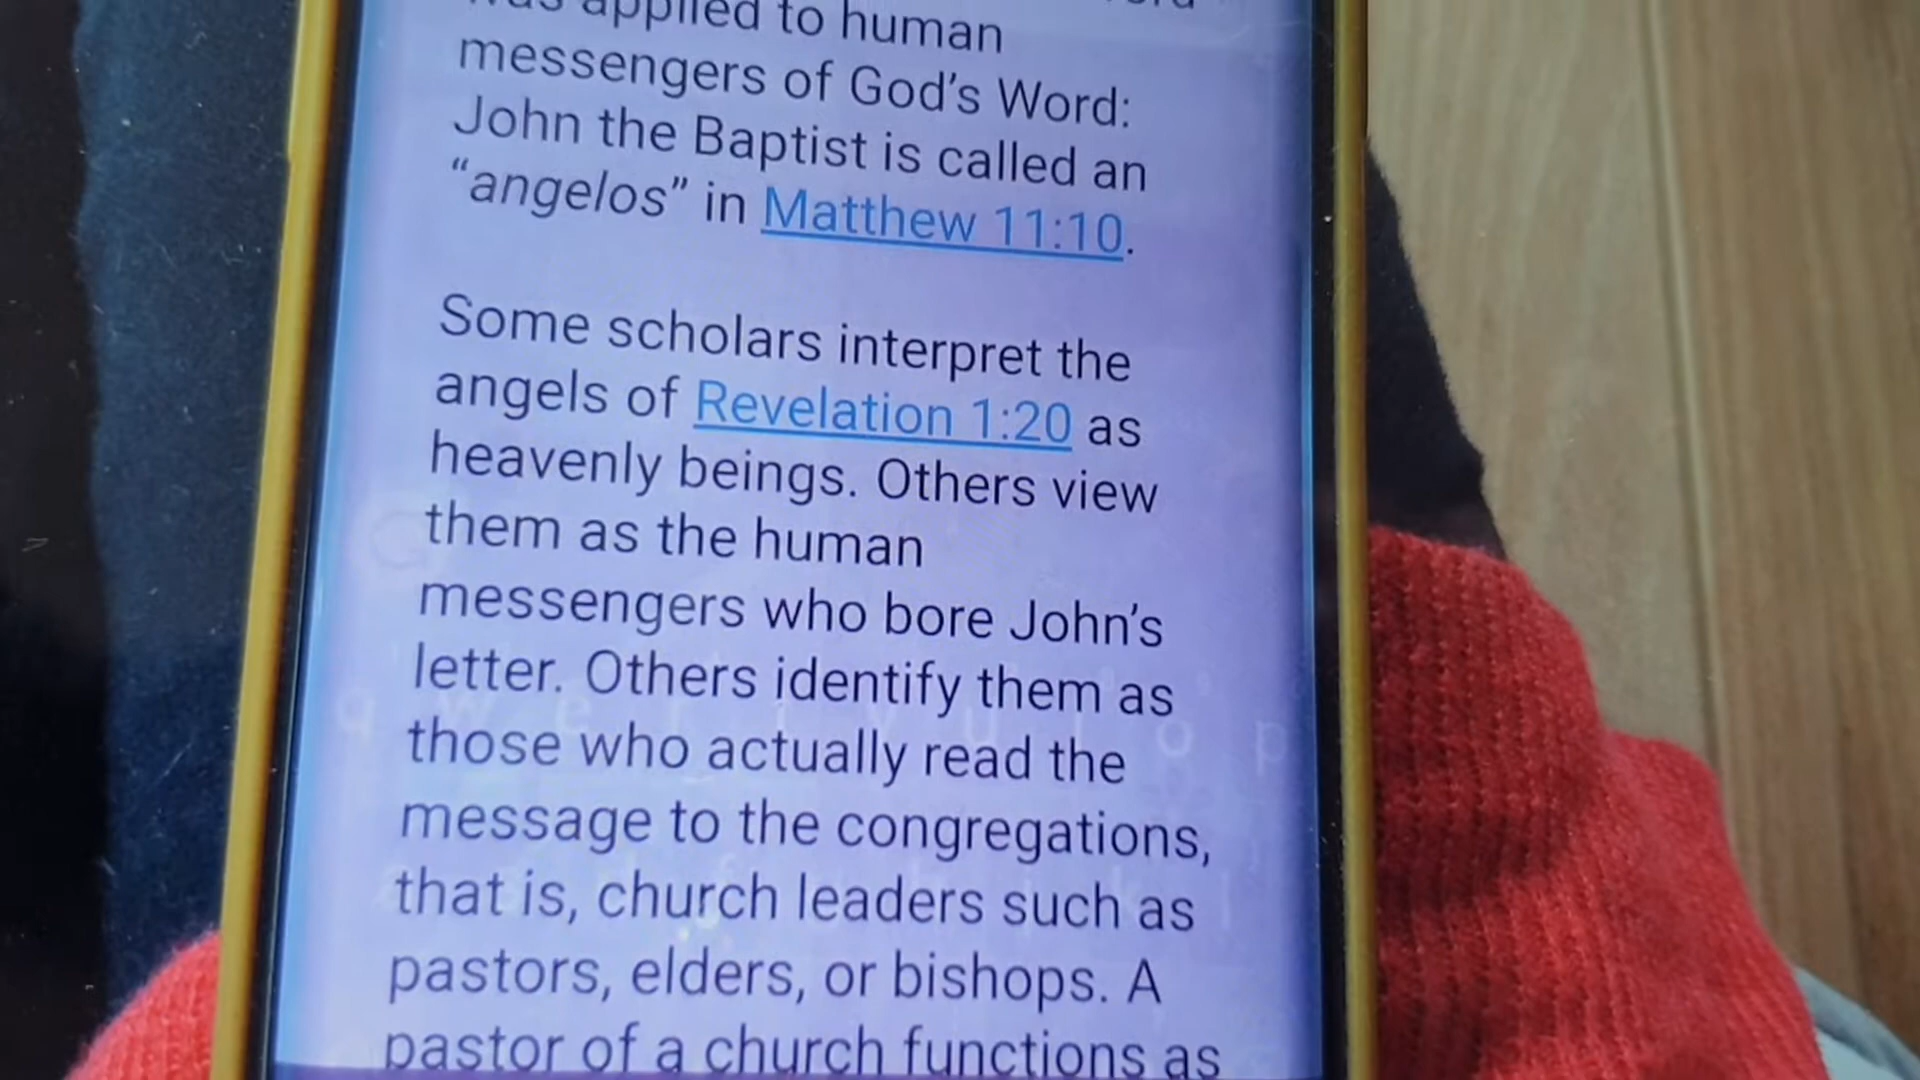 was applied to human
messengers of God's Word:
John the Baptist is called an
“angelos” in Matthew 11:10.
Some scholars interpret the
angels of Revelation 1:20 as
heavenly beings. Others view
them as the human
messengers who bore John's
letter. Others identify them as
those who actually read the
message to the congregations,
that is, church leaders such as
pastors, elders, or bishops. A
pastor of a church functions as